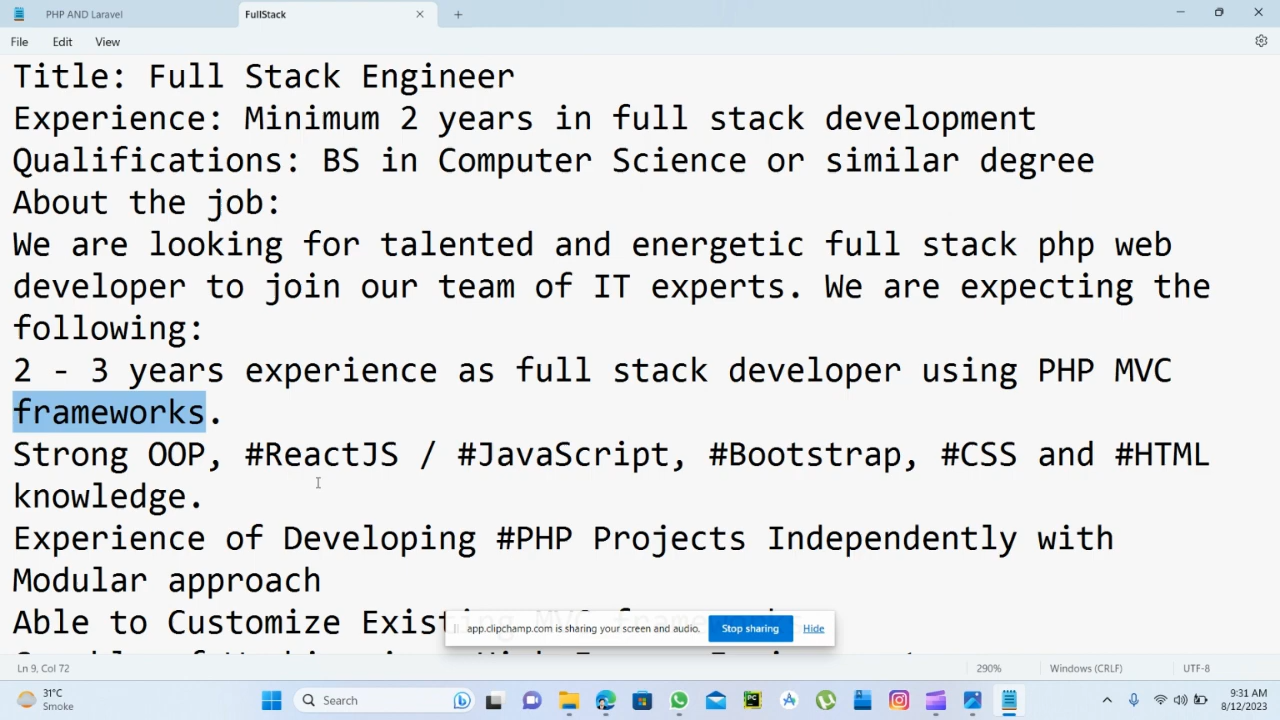 PHP AND Laravel
FullStack
File Edit View
Title: Full Stack Engineer
Experience: Minimum 2 years in full stack development
Qualifications: BS in Computer Science or similar degree
About the job:
We are looking for talented and energetic full stack php web
developer to join our team of IT experts. We are expecting the
following:
2 - 3 years experience as full stack developer using PHP MVC
frameworks.
Strong OOP, #ReactJS / #JavaScript, #Bootstrap, #CSS and #HTML
knowledge.
Experience of Developing #PHP Projects Independently with
Modular approach
Able to Customize Existing MVC
app.clipchamp.com is sharing your screen and audio. Stop sharing Hide
Ln 9, Col 72 290% Windows (CRLF) UTF-8
31°C
Smoke
Search
9:31 AM
8/12/2023